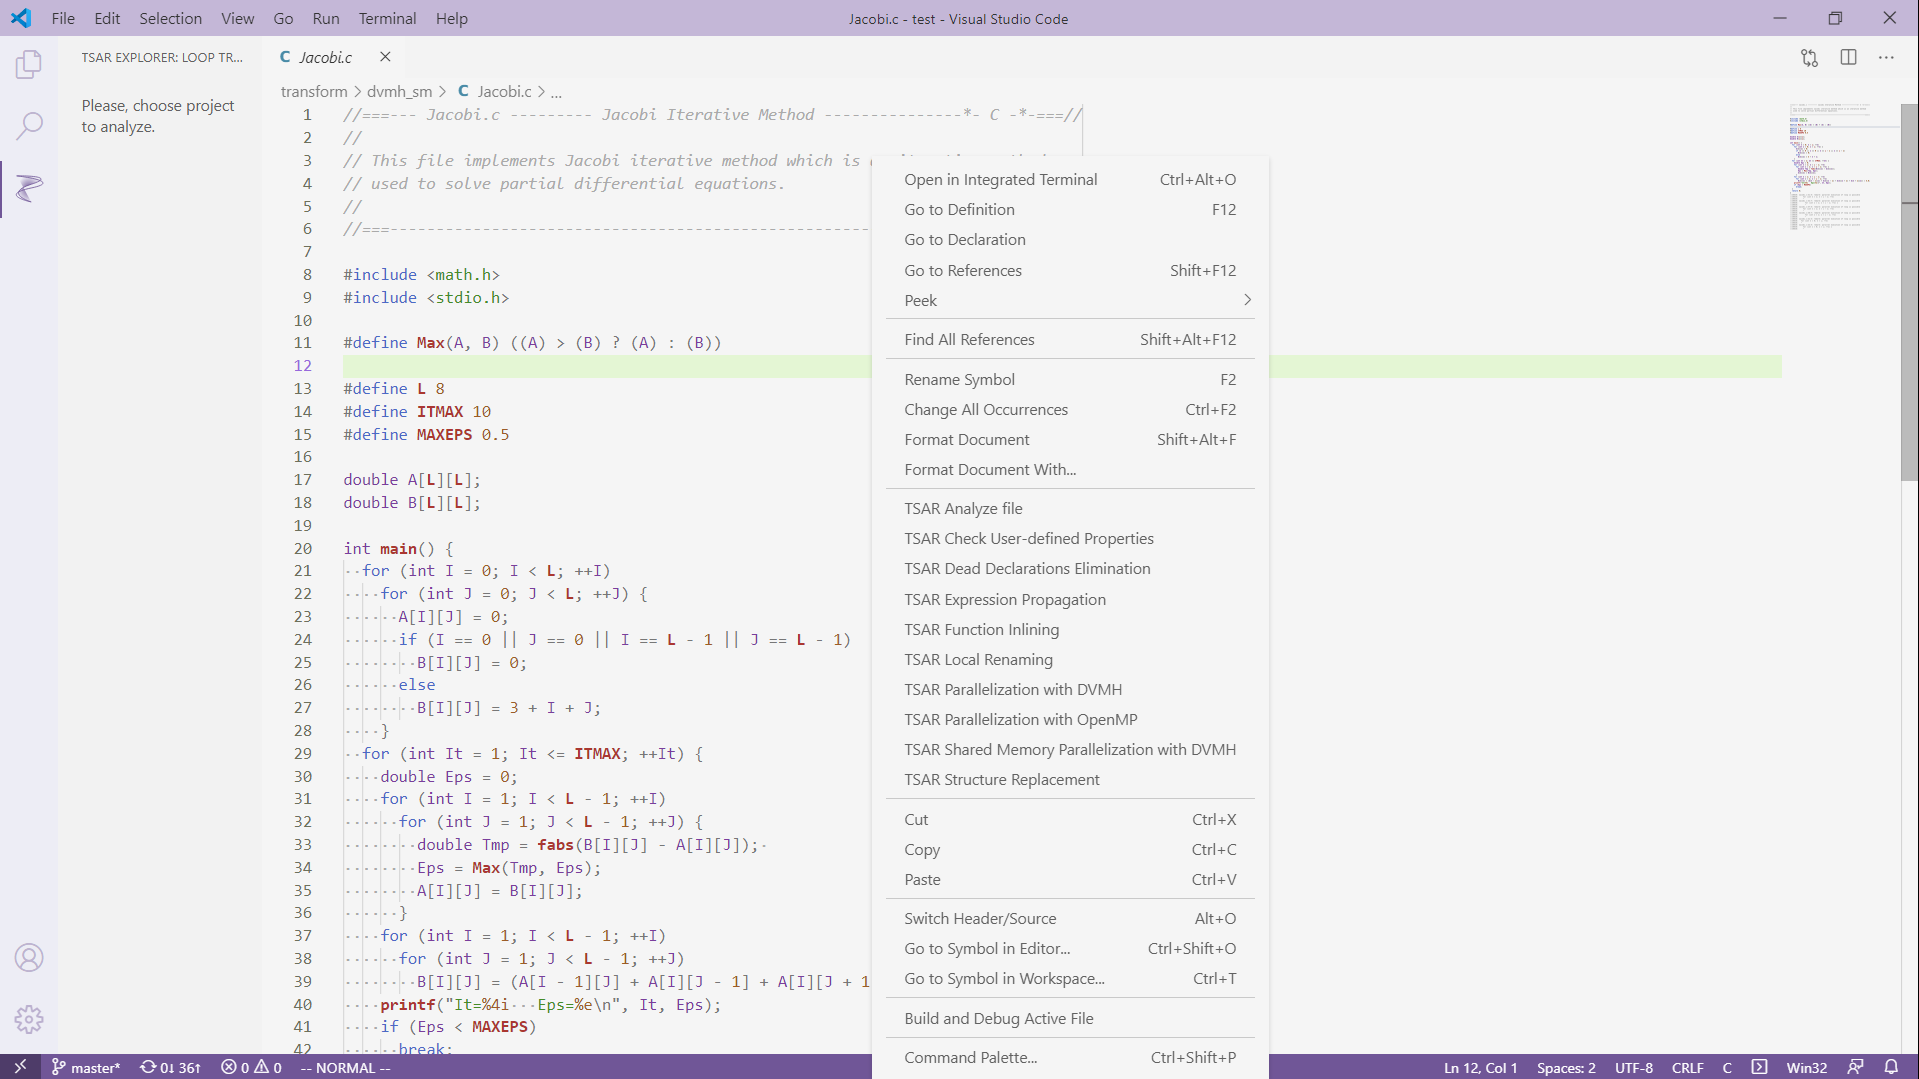 File Edit Selection View Go Run Terminal Help
Jacobi.c - test - Visual Studio Code
TSAR EXPLORER: LOOP TR...
Please, choose project
to analyze.
C Jacobi.c
transform > dvmh_sm > C Jacobi.c > ...
1 //===--- Jacobi.c --------- Jacobi Iterative Method ---------------*- C -*-===//
2 //
3 // This file implements Jacobi iterative method which is
4 // used to solve partial differential equations.
5 //
6 //===----------------------------------------------------
7
8 #include <math.h>
9 #include <stdio.h>
10
11 #define Max(A, B) ((A) > (B) ? (A) : (B))
12
13 #define L 8
14 #define ITMAX 10
15 #define MAXEPS 0.5
16
17 double A[L][L];
18 double B[L][L];
19
20 int main() {
21 ··for (int I = 0; I < L; ++I)
22 ····for (int J = 0; J < L; ++J) {
23 ······A[I][J] = 0;
24 ······if (I == 0 || J == 0 || I == L - 1 || J == L - 1)
25 ········B[I][J] = 0;
26 ······else
27 ········B[I][J] = 3 + I + J;
28 ····}
29 ··for (int It = 1; It <= ITMAX; ++It) {
30 ····double Eps = 0;
31 ····for (int I = 1; I < L - 1; ++I)
32 ······for (int J = 1; J < L - 1; ++J) {
33 ········double Tmp = fabs(B[I][J] - A[I][J]);·
34 ········Eps = Max(Tmp, Eps);
35 ········A[I][J] = B[I][J];
36 ······}
37 ····for (int I = 1; I < L - 1; ++I)
38 ······for (int J = 1; J < L - 1; ++J)
39 ········B[I][J] = (A[I - 1][J] + A[I][J - 1] + A[I][J + 1
40 ····printf("It=%4i···Eps=%e\n", It, Eps);
41 ····if (Eps < MAXEPS)
42 ······break;
Open in Integrated Terminal Ctrl+Alt+O
Go to Definition F12
Go to Declaration
Go to References Shift+F12
Peek >
Find All References Shift+Alt+F12
Rename Symbol F2
Change All Occurrences Ctrl+F2
Format Document Shift+Alt+F
Format Document With...
TSAR Analyze file
TSAR Check User-defined Properties
TSAR Dead Declarations Elimination
TSAR Expression Propagation
TSAR Function Inlining
TSAR Local Renaming
TSAR Parallelization with DVMH
TSAR Parallelization with OpenMP
TSAR Shared Memory Parallelization with DVMH
TSAR Structure Replacement
Cut Ctrl+X
Copy Ctrl+C
Paste Ctrl+V
Switch Header/Source Alt+O
Go to Symbol in Editor... Ctrl+Shift+O
Go to Symbol in Workspace... Ctrl+T
Build and Debug Active File
Command Palette... Ctrl+Shift+P
master* 0↓ 36↑ 0 0 -- NORMAL -- Ln 12, Col 1 Spaces: 2 UTF-8 CRLF C Win32